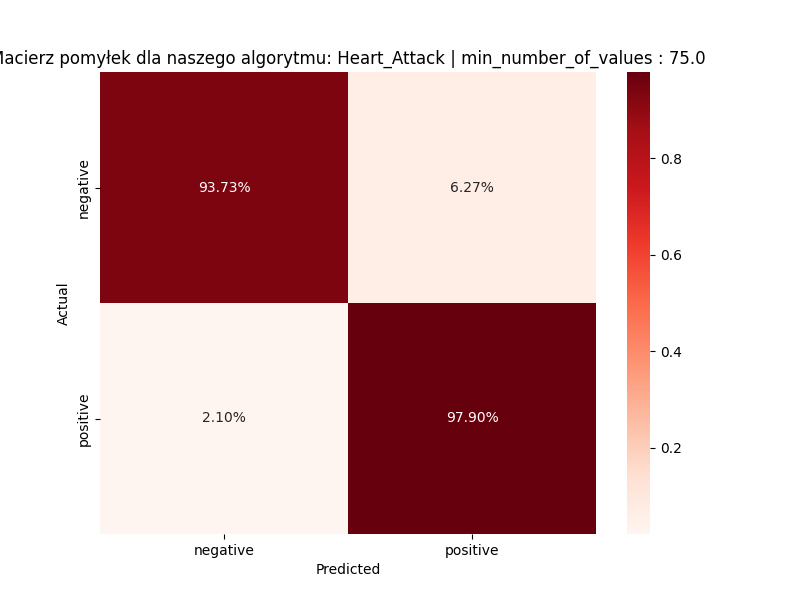 pomyłek dla naszego algorytmu: Heart_Attack | min_number_of_values : 75.0
negative
positive
Actual
93.73%
6.27%
2.10%
97.90%
negative
positive
Predicted
0.8
0.6
0.4
0.2